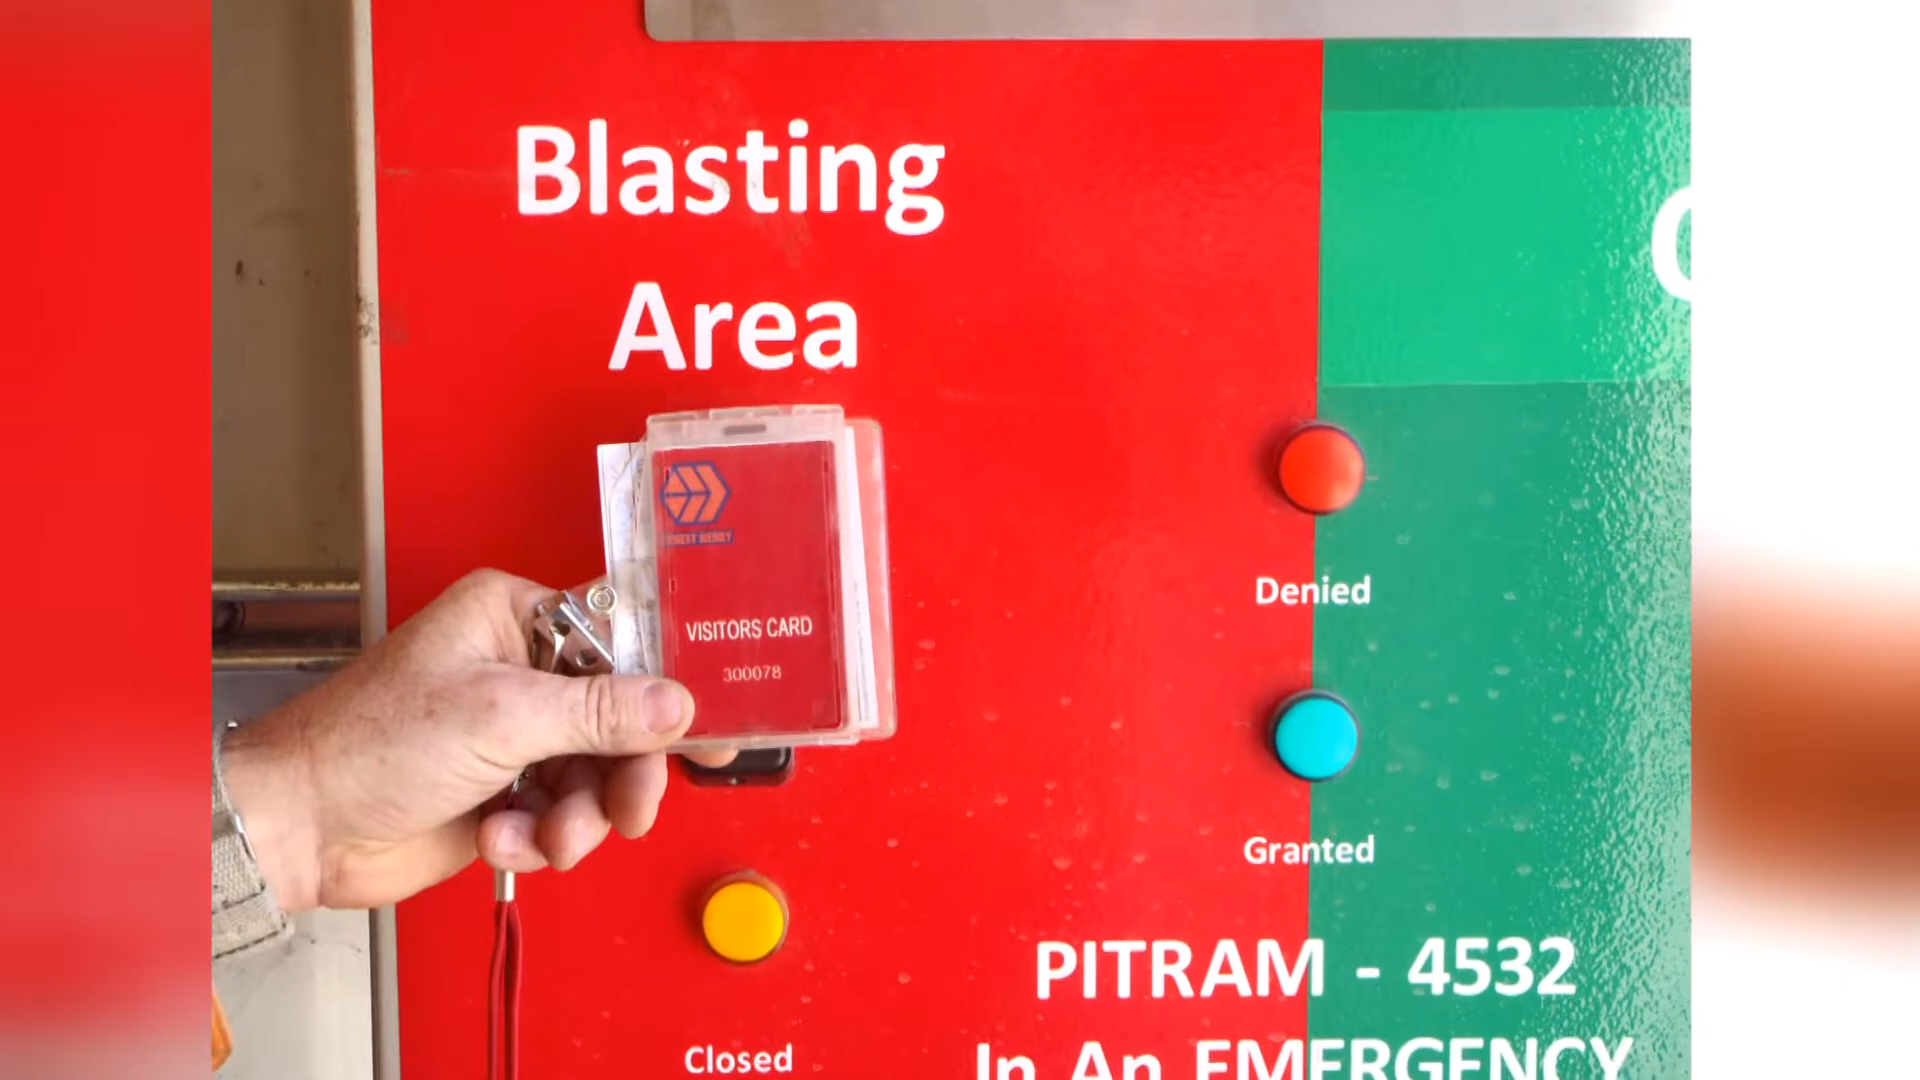 Blasting
Area
VISITORS CARD
300078
Denied
Granted
PITRAM - 4532
Closed
In An EMERGENCY